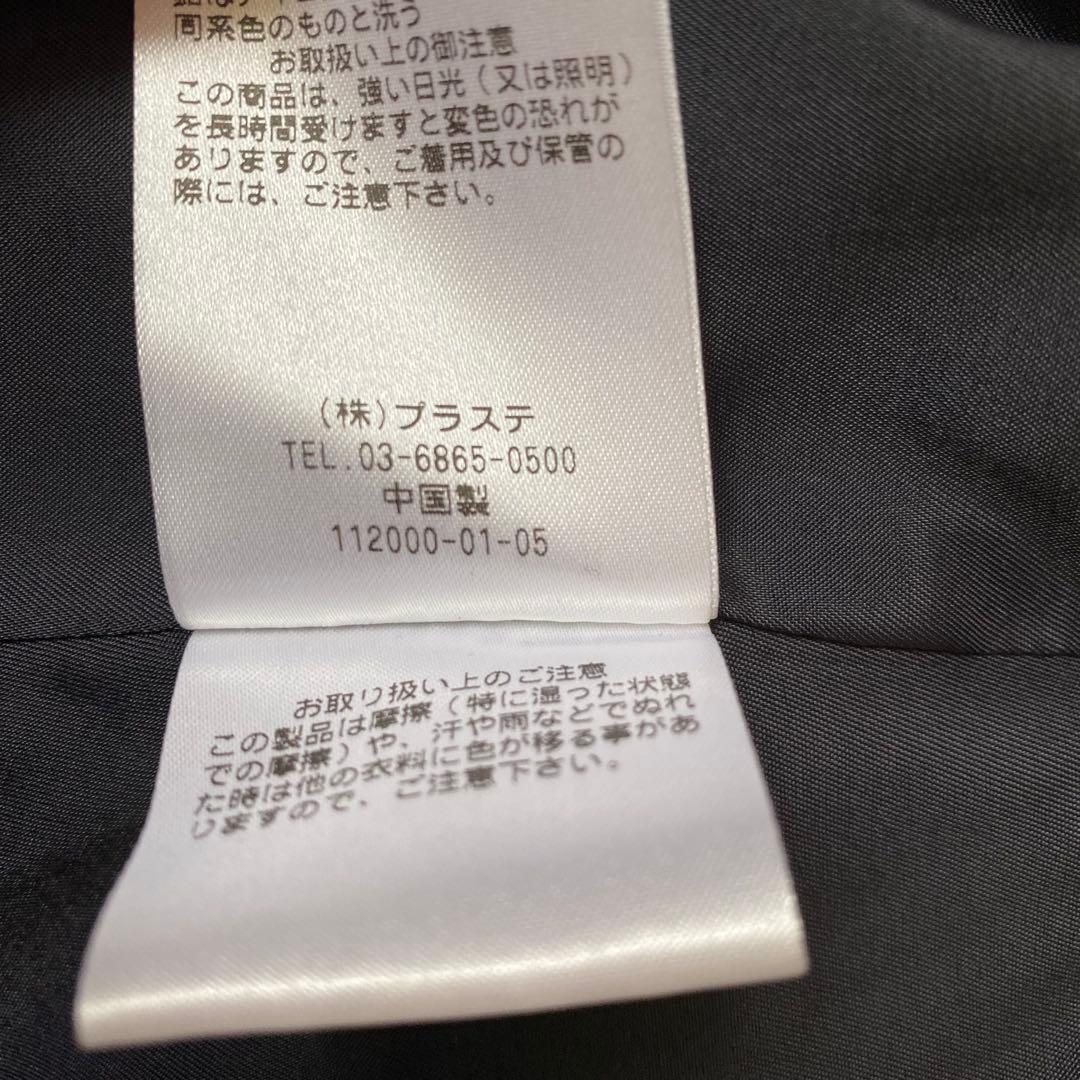 同系色のものと洗う
お取扱い上の御注意
この商品は、強い日光(又は照明)
を長時間受けますと変色の恐れが
ありますので、ご着用及び保管の
際には、ご注意下さい。
(株)プラステ
TEL.03-6865-0500
中国製
112000-01-05
お取り扱い上のご注意
この製品は摩擦(特に湿った状態
での摩擦)や、汗や雨などでぬれ
た時は他の衣料に色が移る事があ
りますので、ご注意下さい。